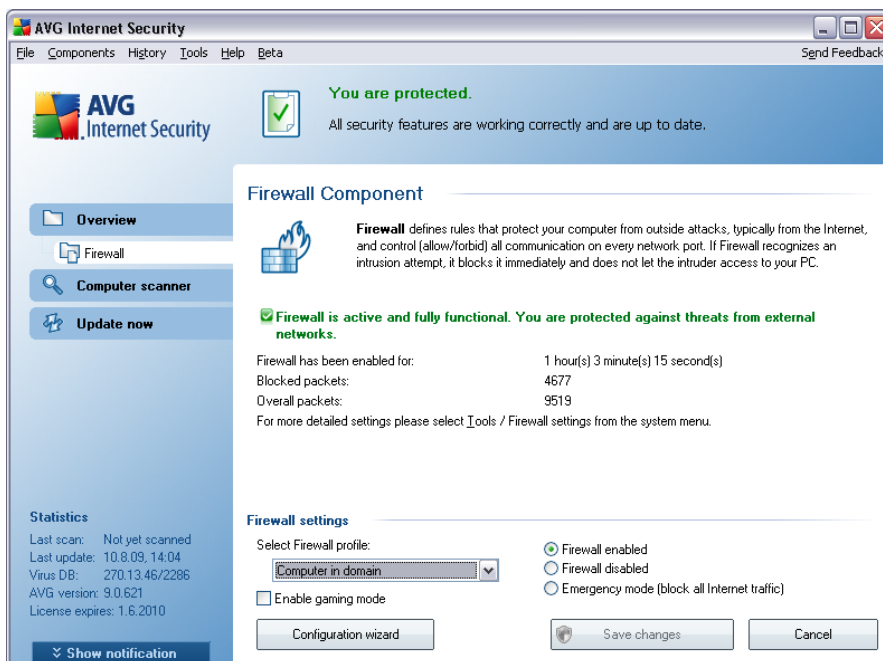 AVG Internet Security
File Components History Tools Help Beta Send Feedback
AVG
Internet Security
You are protected.
All security features are working correctly and are up to date.
Overview
Firewall
Computer scanner
Update now
Firewall Component
Firewall defines rules that protect your computer from outside attacks, typically from the Internet,
and control (allow/forbid) all communication on every network port. If Firewall recognizes an
intrusion attempt, it blocks it immediately and does not let the intruder access to your PC.
Firewall is active and fully functional. You are protected against threats from external
networks.
Firewall has been enabled for: 1 hour(s) 3 minute(s) 15 second(s)
Blocked packets: 4677
Overall packets: 9519
For more detailed settings please select Tools / Firewall settings from the system menu.
Statistics
Last scan: Not yet scanned
Last update: 10.8.09, 14:04
Virus DB: 270.13.46/2286
AVG version: 9.0.621
License expires: 1.6.2010
Show notification
Firewall settings
Select Firewall profile:
Computer in domain
Enable gaming mode
Firewall enabled
Firewall disabled
Emergency mode (block all Internet traffic)
Configuration wizard
Save changes
Cancel